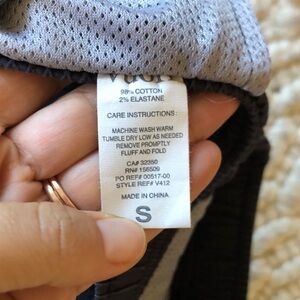 98% COTTON
2% ELASTANE
CARE INSTRUCTIONS:
MACHINE WASH WARM
TUMBLE DRY LOW AS NEEDED
REMOVE PROMPTLY
FLUFF AND FOLD
CA# 32350
RN# 156509
PO REF# 00517-00
STYLE REF# V412
MADE IN CHINA
S